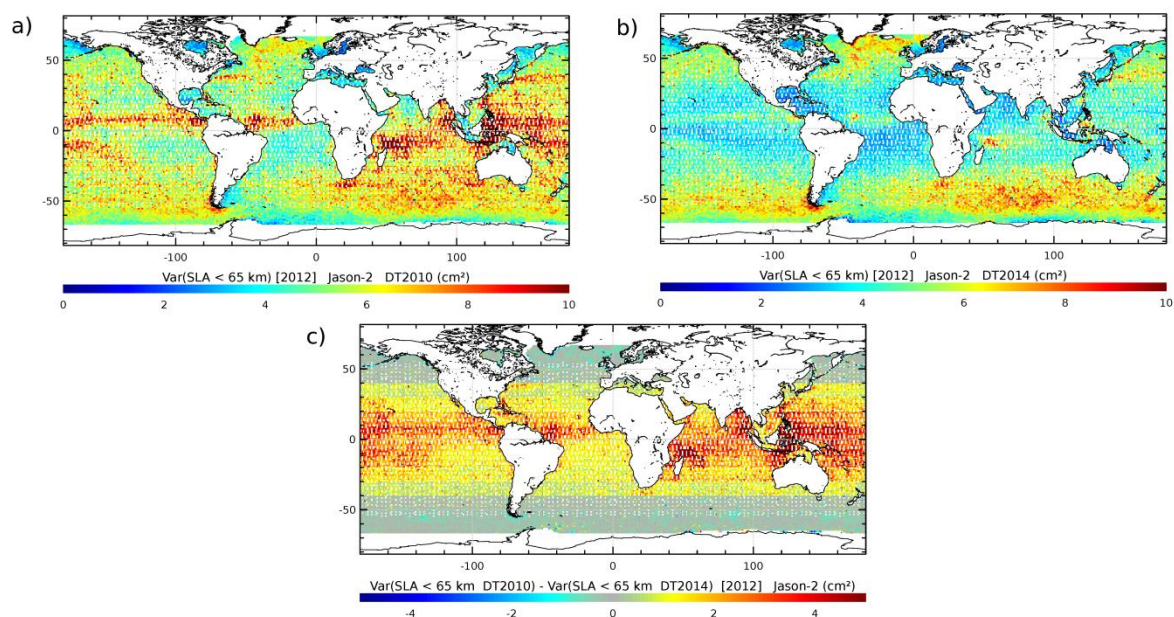 a)
50
0
-50
-100
0
100
Var(SLA < 65 km) [2012] Jason-2 DT2010 (cm²)
0 2 4 6 8 10
b)
50
0
-50
-100
0
100
Var(SLA < 65 km) [2012] Jason-2 DT2014 (cm²)
0 2 4 6 8 10
c)
50
0
-50
-100
0
100
Var(SLA < 65 km DT2010) - Var(SLA < 65 km DT2014) [2012] Jason-2 (cm²)
-4 -2 0 2 4